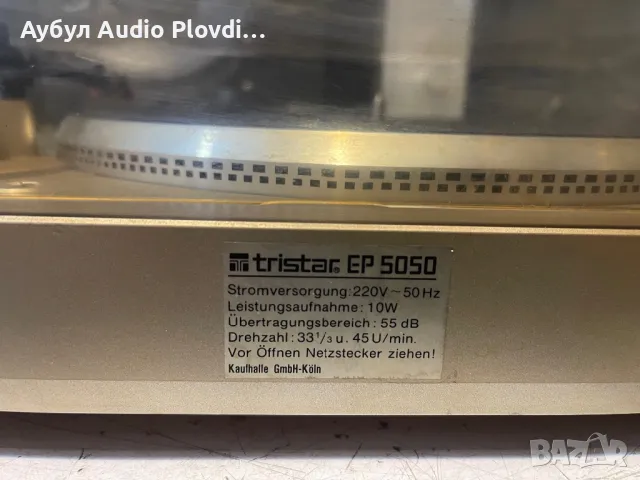 Аубул Audio Plovdi...
tristar EP 5050
Stromversorgung: 220V ~ 50 Hz
Leistungsaufnahme: 10W
Übertragungsbereich: 55 dB
Drehzahl: 33 1/3 u. 45 U/min.
Vor Öffnen Netzstecker ziehen!
Kaufhalle GmbH-Köln
BAZAR